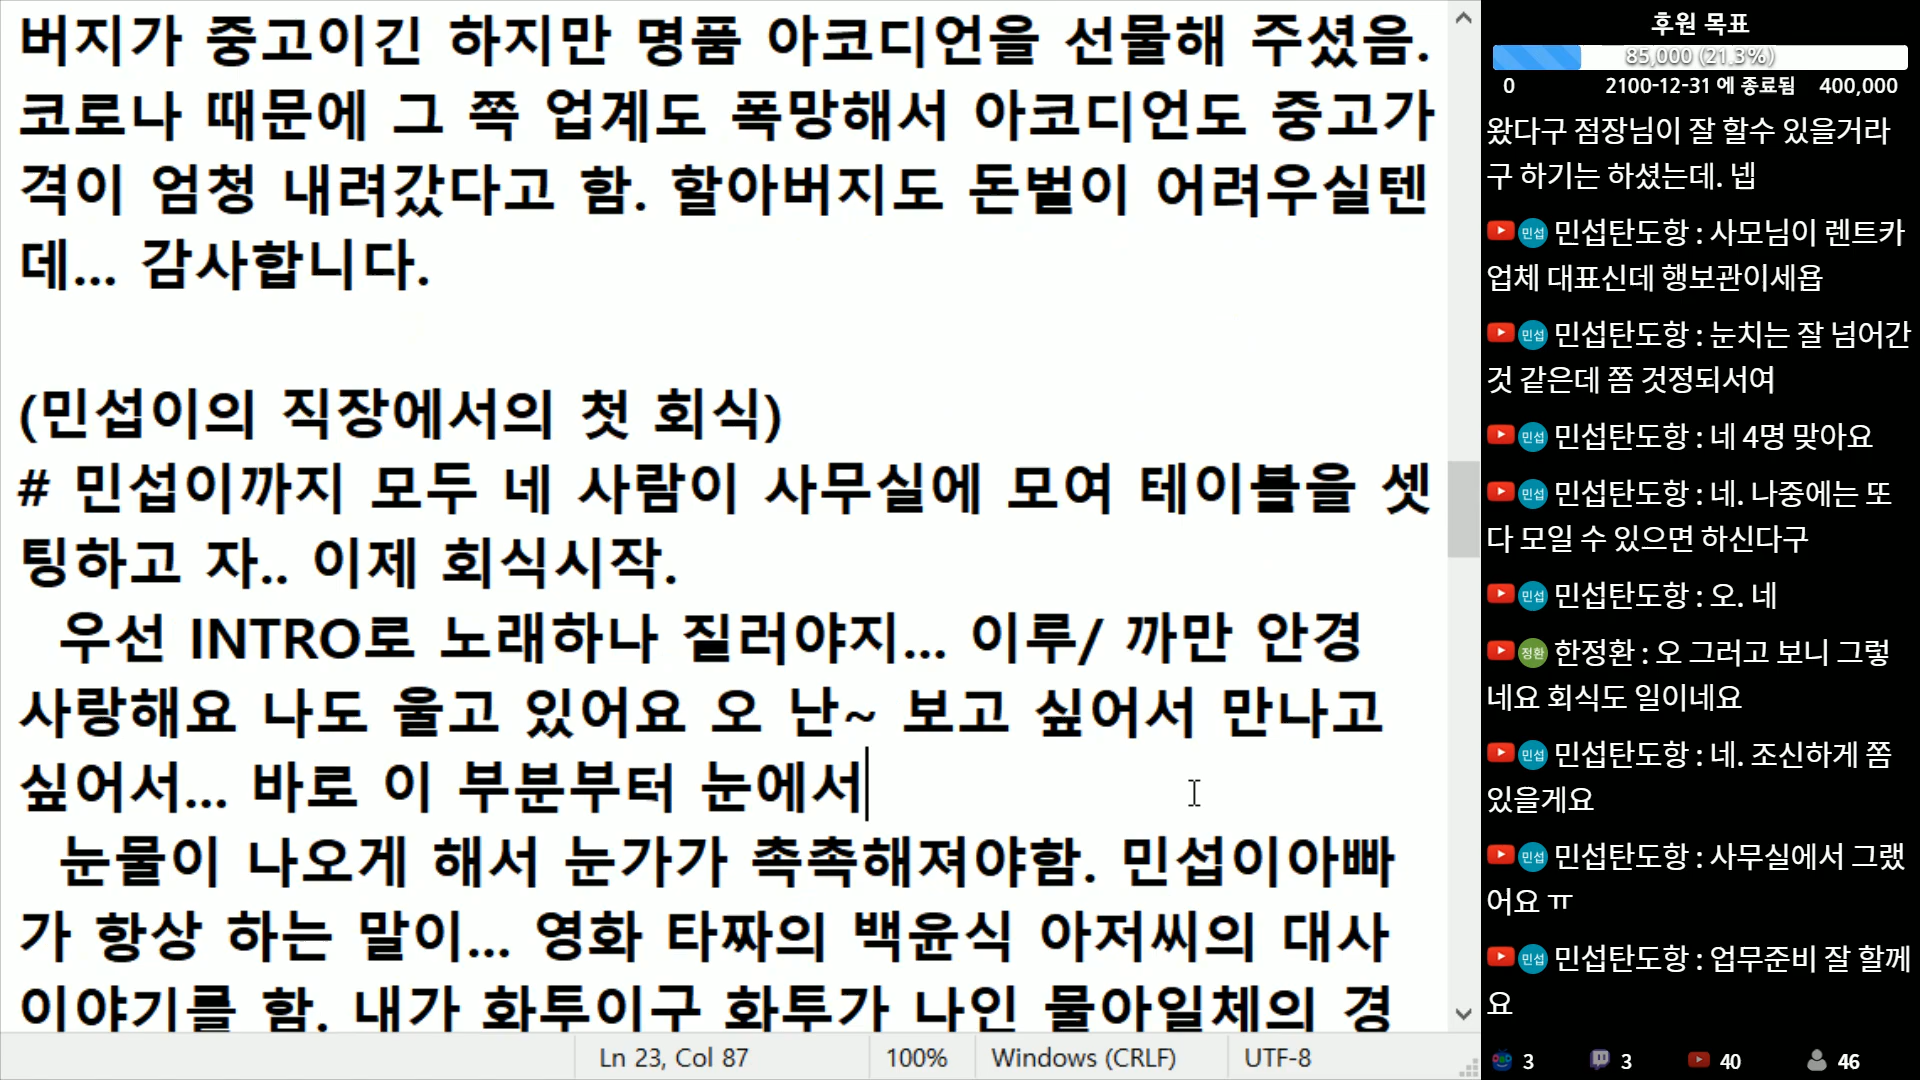 버지가 중고이긴 하지만 명품 아코디언을 선물해 주셨음.
코로나 때문에 그 쪽 업계도 폭망해서 아코디언도 중고가
격이 엄청 내려갔다고 함. 할아버지도 돈벌이 어려우실텐
데... 감사합니다.
(민섭이의 직장에서의 첫 회식)
# 민섭이까지 모두 네 사람이 사무실에 모여 테이블을 셋
팅하고 자.. 이제 회식시작.
우선 INTRO로 노래하나 질러야지... 이루/ 까만 안경
사랑해요 나도 울고 있어요 오 난~ 보고 싶어서 만나고
싶어서... 바로 이 부분부터 눈에서
눈물이 나오게 해서 눈가가 촉촉해져야함. 민섭이아빠
가 항상 하는 말이... 영화 타짜의 백윤식 아저씨의 대사
이야기를 함. 내가 화투이구 화투가 나인 물아일체의 경
Ln 23, Col 87
100%
Windows (CRLF)
UTF-8
후원 목표
85,000 (21.3%)
0 2100-12-31 에 종료됨 400,000
왔다구 점장님이 잘 할수 있을거라
구 하기는 하셨는데. 넵
민섭 민섭탄도항 : 사모님이 렌트카
업체 대표신데 행보관이세욥
민섭 민섭탄도항 : 눈치는 잘 넘어간
것 같은데 쫌 것정되서여
민섭 민섭탄도항 : 네 4명 맞아요
민섭 민섭탄도항 : 네. 나중에는 또
다 모일 수 있으면 하신다구
민섭 민섭탄도항 : 오. 네
정환 한정환 : 오 그러고 보니 그렇
네요 회식도 일이네요
민섭 민섭탄도항 : 네. 조신하게 쫌
있을게요
민섭 민섭탄도항 : 사무실에서 그랬
어요 ㅠ
민섭 민섭탄도항 : 업무준비 잘 할께
요
3 3 40 46